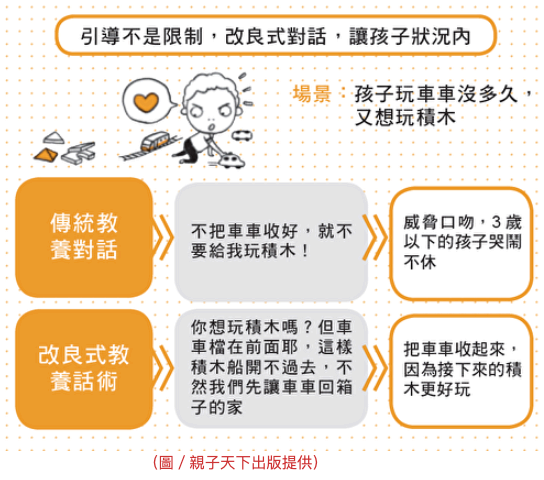 引導不是限制，改良式對話，讓孩子狀況內
場景：孩子玩車車沒多久，
又想玩積木
傳統教
養對話
不把車車收好，就不
要給我玩積木！
威脅口吻，3歲
以下的孩子哭鬧
不休
改良式教
養話術
你想玩積木嗎？但車
車檔在前面耶，這樣
積木船開不過去，不
然我們先讓車車回箱
子的家
把車車收起來，
因為接下來的積
木更好玩
（圖／親子天下出版提供）